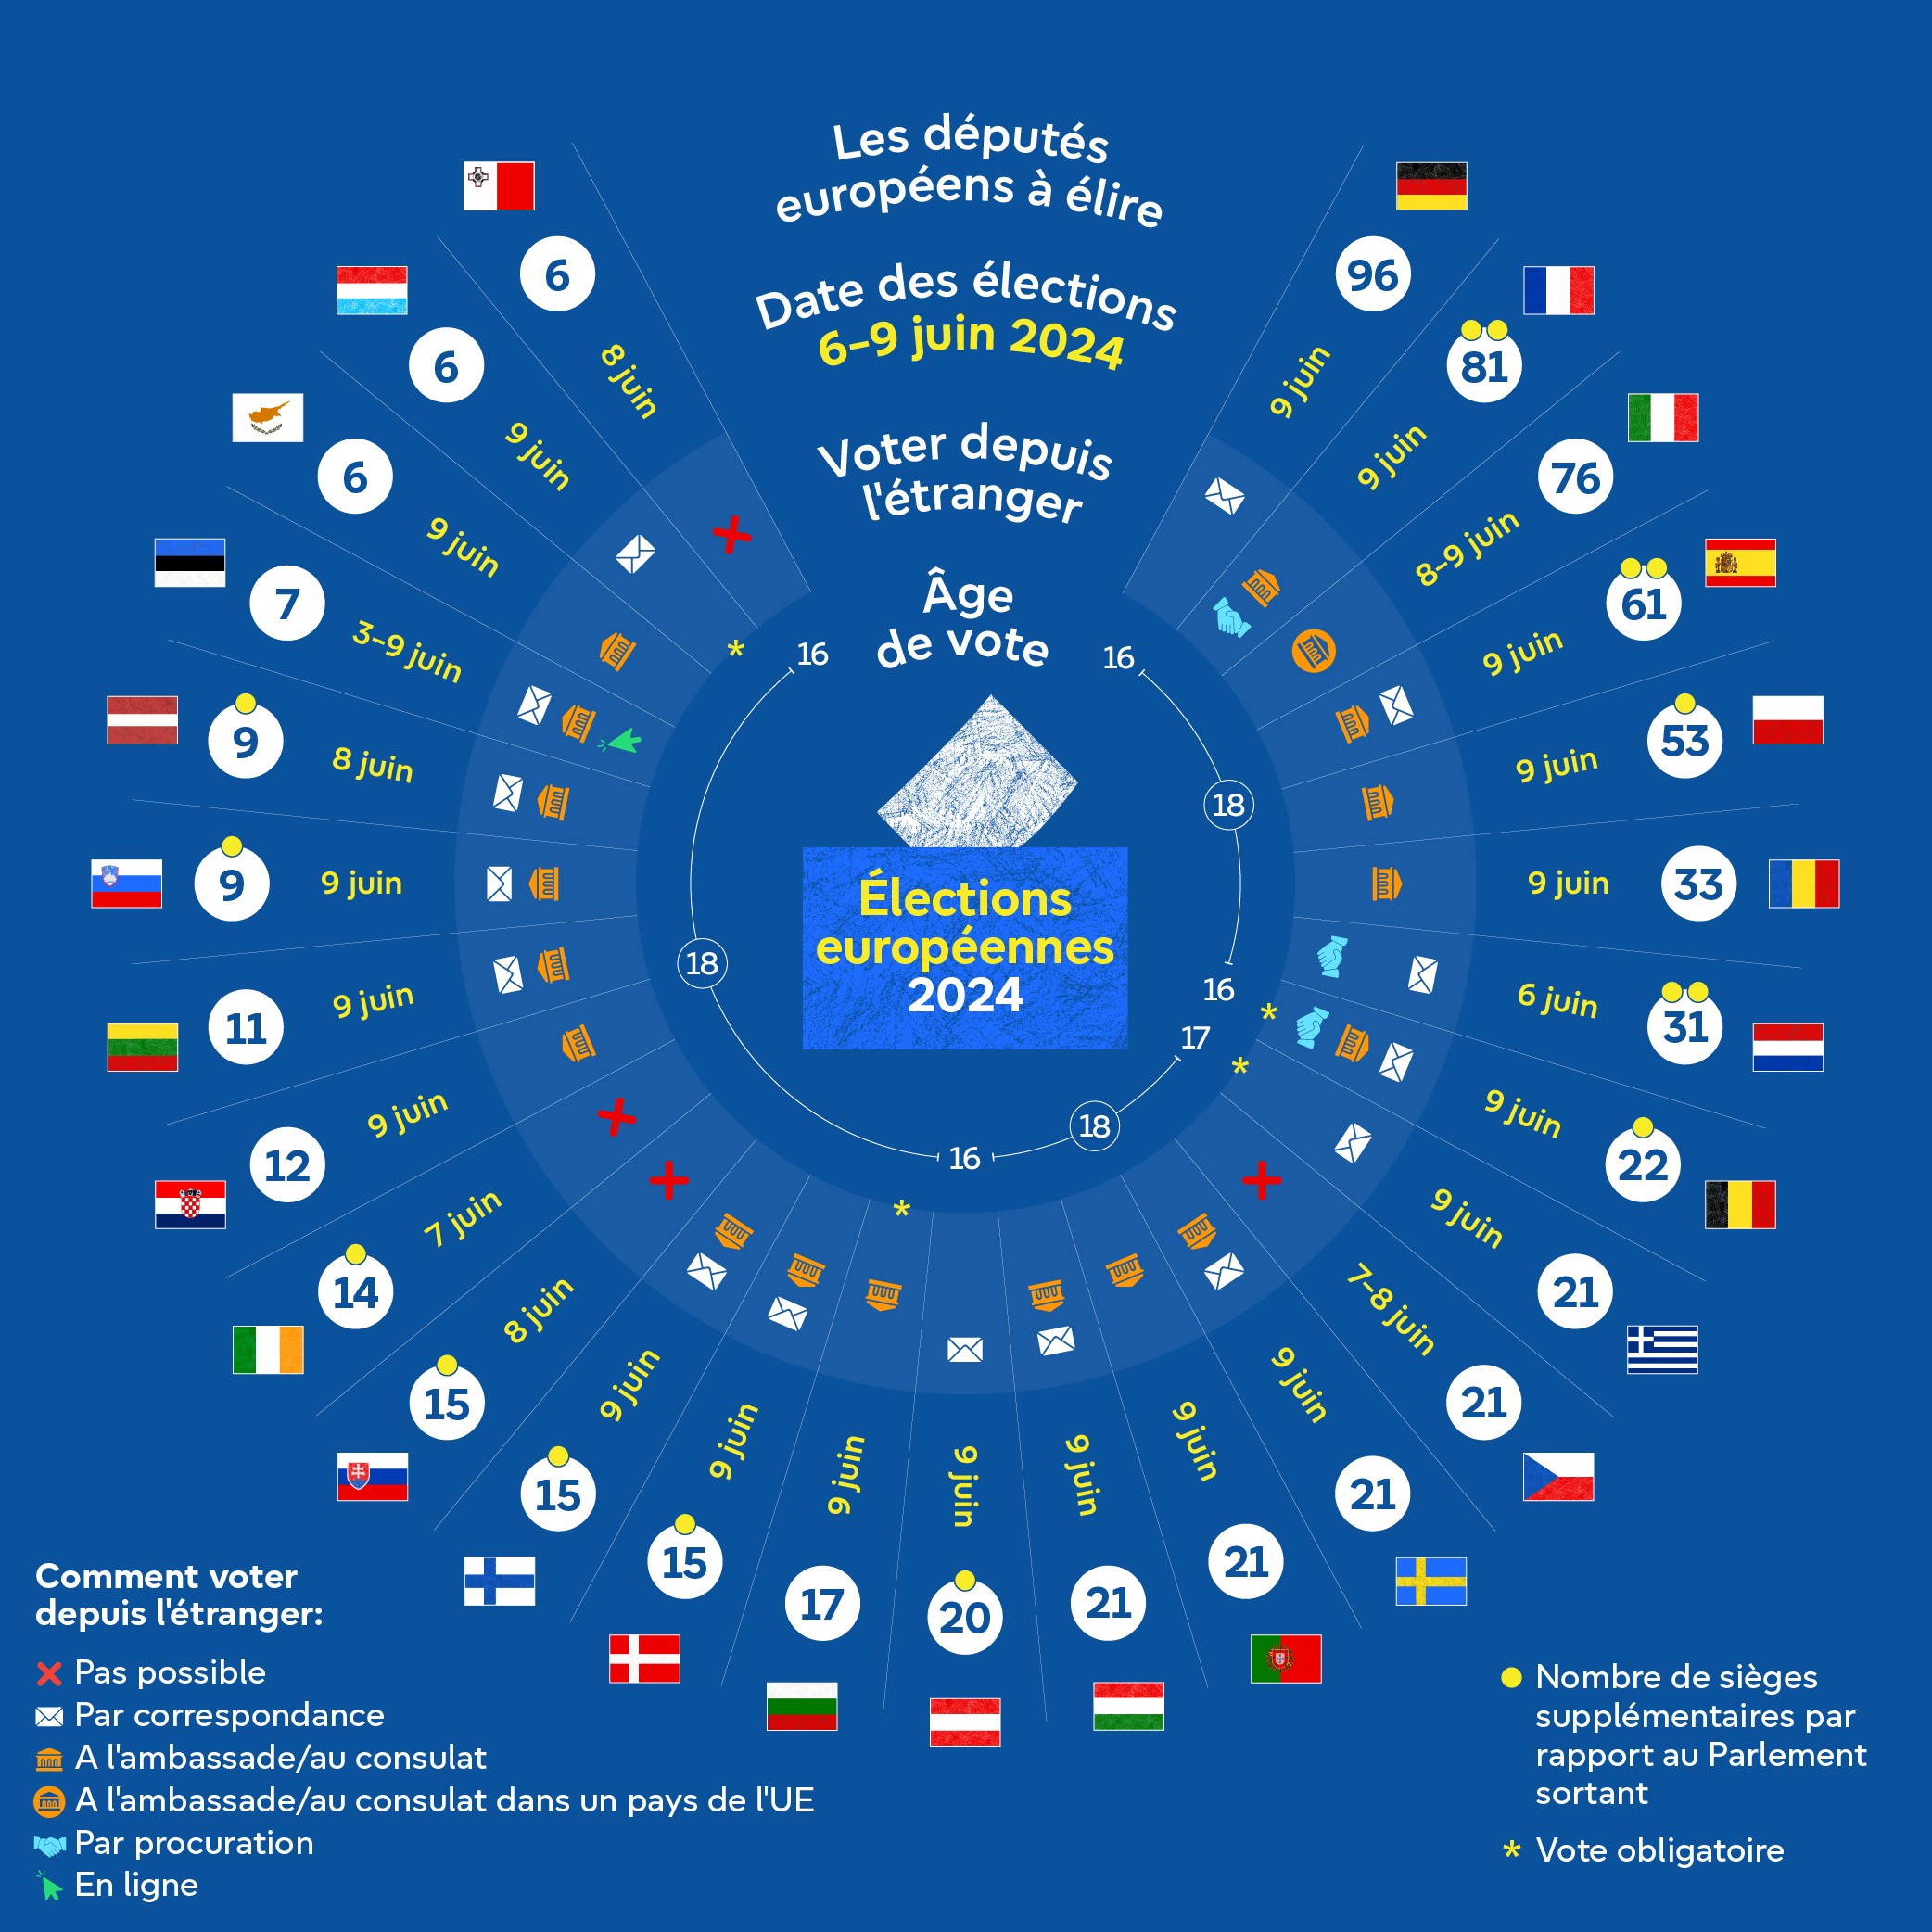 Les députés
européens à élire
Date des élections
6-9 juin 2024
Voter depuis
l'étranger
Âge
de vote
Élections
européennes
2024
96
9 juin
81
9 juin
76
8-9 juin
61
9 juin
53
9 juin
33
9 juin
31
6 juin
22
9 juin
*
21
9 juin
*
21
7-8 juin
21
9 juin
21
9 juin
21
9 juin
20
9 juin
17
9 juin
*
15
9 juin
15
9 juin
15
8 juin
14
7 juin
12
9 juin
11
9 juin
9
9 juin
9
8 juin
7
3-9 juin
6
9 juin
6
9 juin
*
6
8 juin
16
18
16
17
18
16
18
16
Comment voter
depuis l'étranger:
Pas possible
Par correspondance
A l'ambassade/au consulat
A l'ambassade/au consulat dans un pays de l'UE
Par procuration
En ligne
Nombre de sièges
supplémentaires par
rapport au Parlement
sortant
* Vote obligatoire